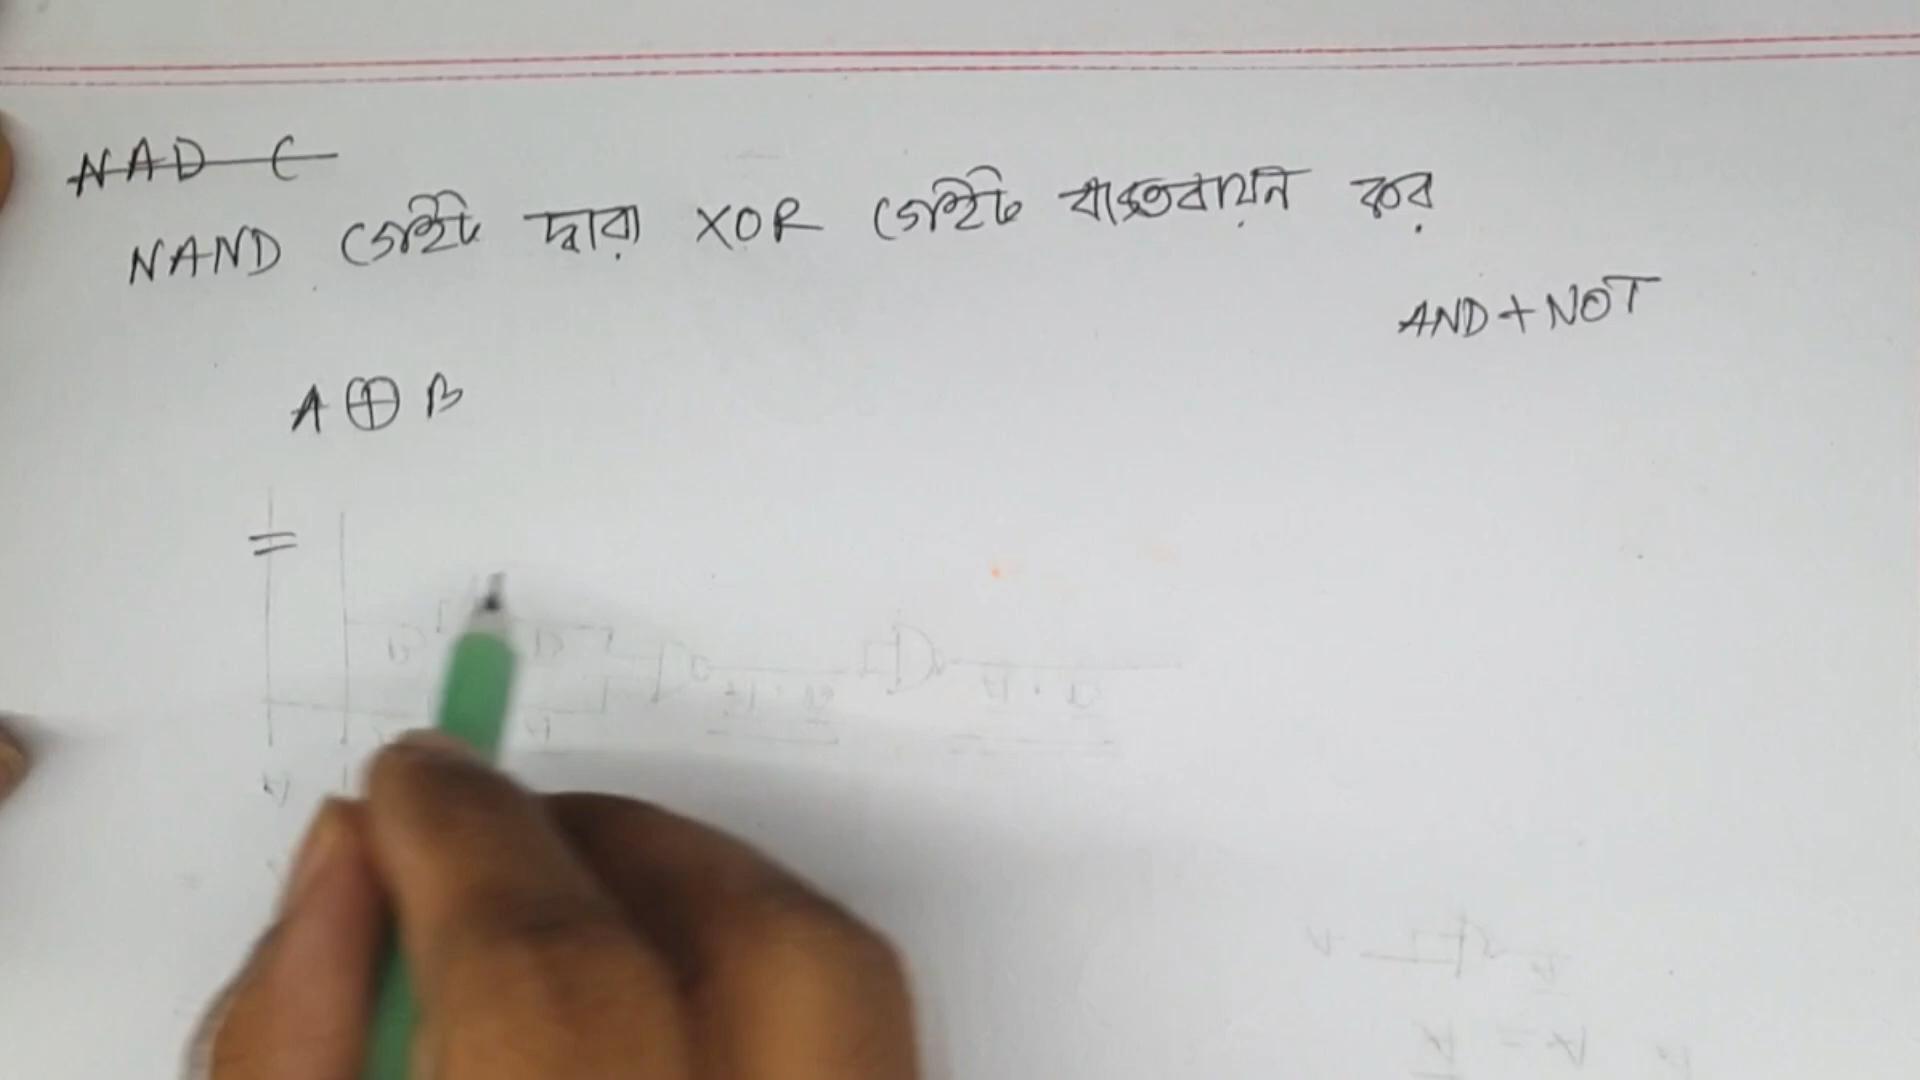 NAD C
NAND গেইট দ্বারা XOR গেইট বাস্তবায়ন কর
AND + NOT
A ⊕ B
=